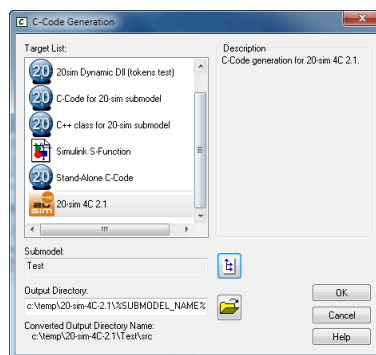 C-Code Generation
Target List:
20sim Dynamic Dll (tokens test)
C-Code for 20-sim submodel
C++ class for 20-sim submodel
Simulink S-Function
Stand-Alone C-Code
20-sim 4C 2.1
Description
C-Code generation for 20-sim 4C 2.1.
Submodel:
Test
Output Directory:
c:\temp\20-sim-4C-2.1\%SUBMODEL_NAME%
Converted Output Directory Name:
c:\temp\20-sim-4C-2.1\Test\src
OK
Cancel
Help